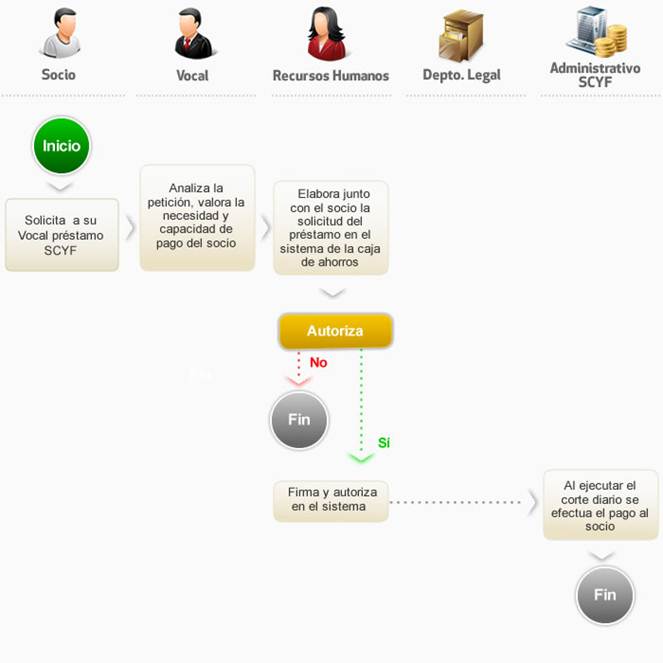 Socio
Vocal
Recursos Humanos
Depto. Legal
Administrativo
SCYF
Inicio
Solicita a su
Vocal préstamo
SCYF
Analiza la
petición, valora la
necesidad y
capacidad de
pago del socio
Elabora junto
con el socio la
solicitud del
préstamo en el
sistema de la caja
de ahorros
Autoriza
No
Fin
Sí
Firma y autoriza
en el sistema
Al ejecutar el
corte diario se
efectua el pago al
socio
Fin